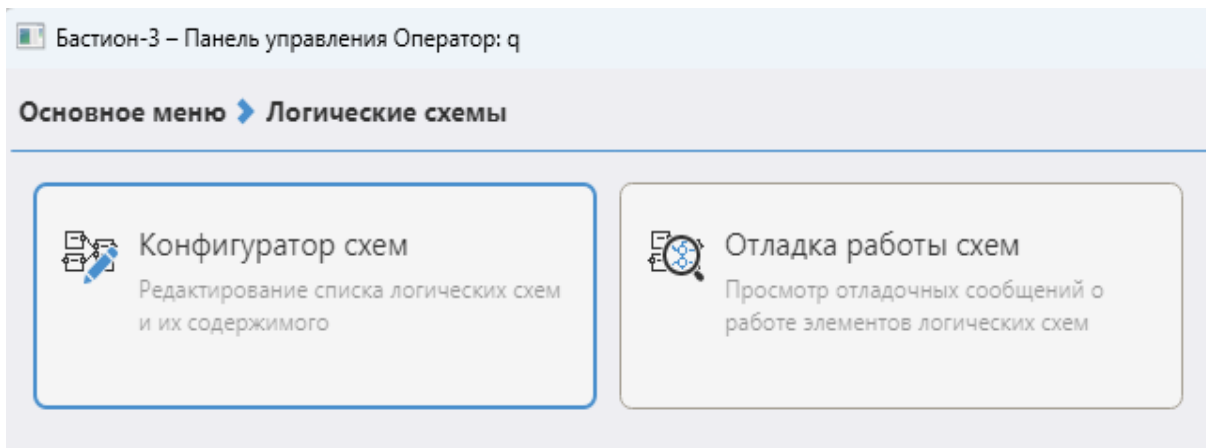 Бастион-3 – Панель управления Оператор: q
Основное меню Логические схемы
Конфигуратор схем
Редактирование списка логических схем
и их содержимого
Отладка работы схем
Просмотр отладочных сообщений о
работе элементов логических схем